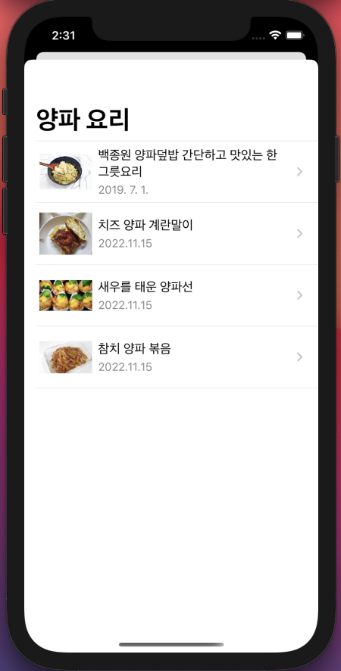 2:31
양파 요리
백종원 양파덮밥 간단하고 맛있는 한
그릇요리
2019. 7. 1.
치즈 양파 계란말이
2022.11.15
새우를 태운 양파선
2022.11.15
참치 양파 볶음
2022.11.15